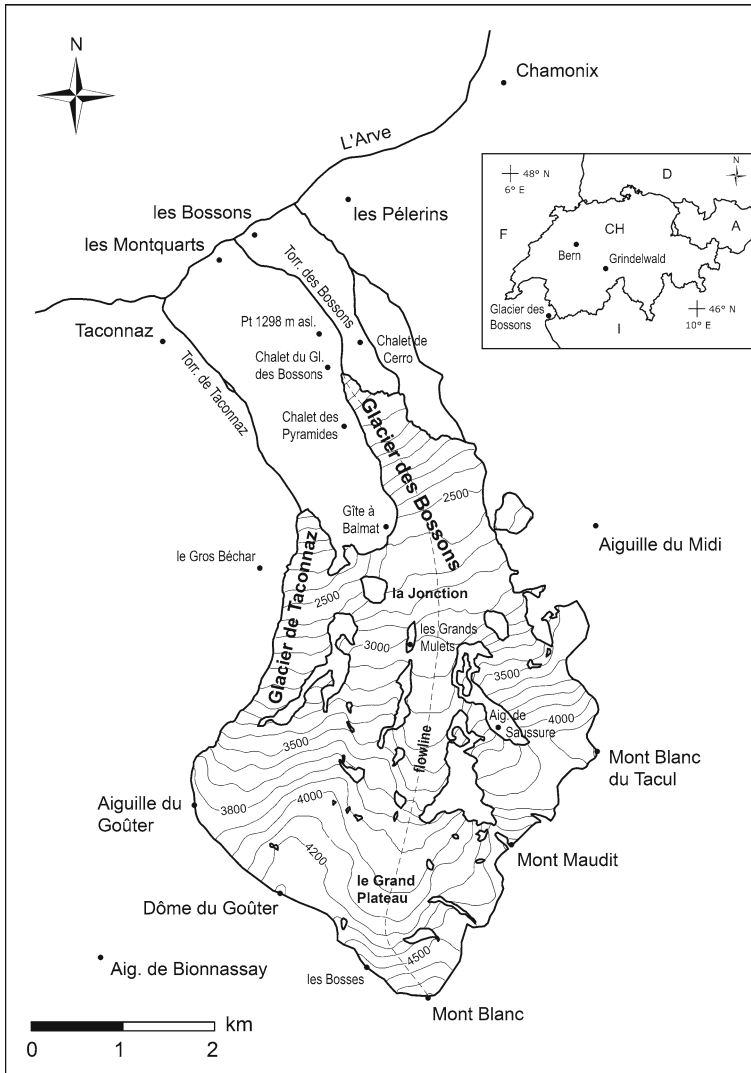 N
Chamonix
L'Arve
N
48° N
6° E
D
F
CH
A
Bern
Grindelwald
Glacier des
Bossons
46° N
10° E
I
les Bossons
les Pélerins
les Montquarts
Torr. des Bossons
Taconnaz
Pt 1298 m asl.
Chalet de
Cerro
Chalet du Gl.
des Bossons
Torr. de Taconnaz
Chalet des
Pyramides
Glacier des Bossons
2500
Gîte à
Balmat
Aiguille du Midi
le Gros Béchar
Glacier de Taconnaz
2500
la Jonction
les Grands
Mulets
3000
3500
4000
Aig. de
Saussure
flowline
3500
Mont Blanc
du Tacul
Aiguille du
Goûter
3800
4000
4200
Mont Maudit
le Grand
Plateau
Dôme du Goûter
4500
Aig. de Bionnassay
les Bosses
Mont Blanc
km
0 1 2